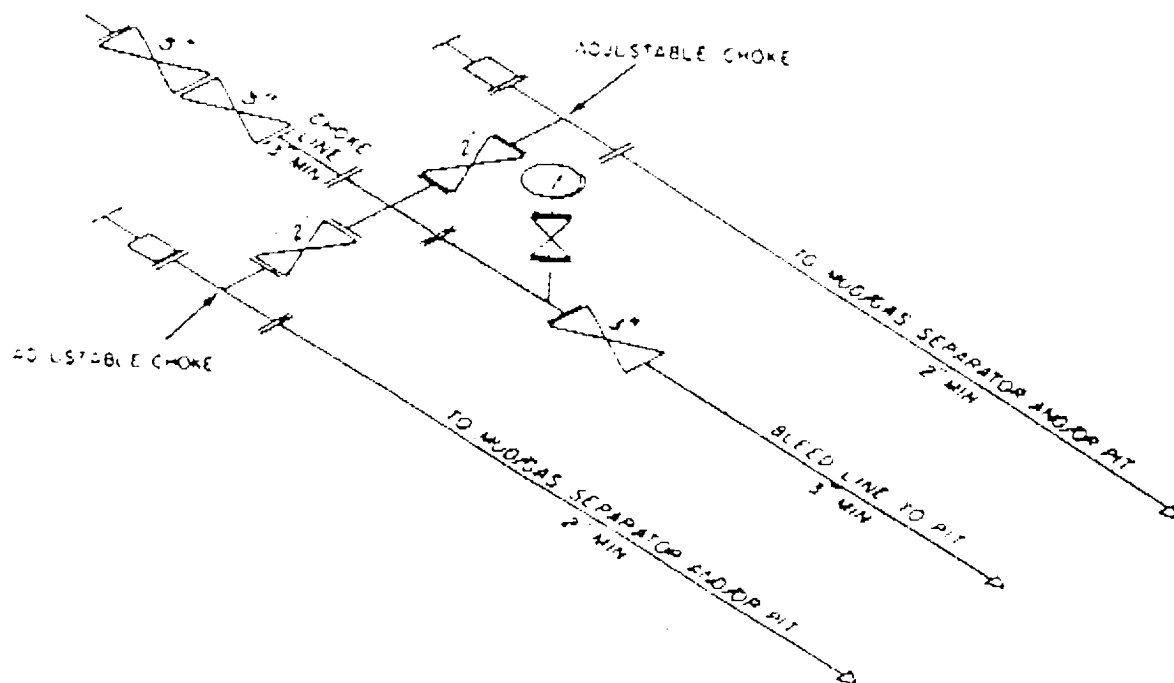 3"
3"
ADJUSTABLE CHOKE
CHOKE
LINE
3 MIN
2"
2"
ADJUSTABLE CHOKE
3"
TO MUD/GAS SEPARATOR AND/OR PIT
2" MIN
BLEED LINE TO PIT
3" MIN
TO MUD/GAS SEPARATOR AND/OR PIT
2" MIN